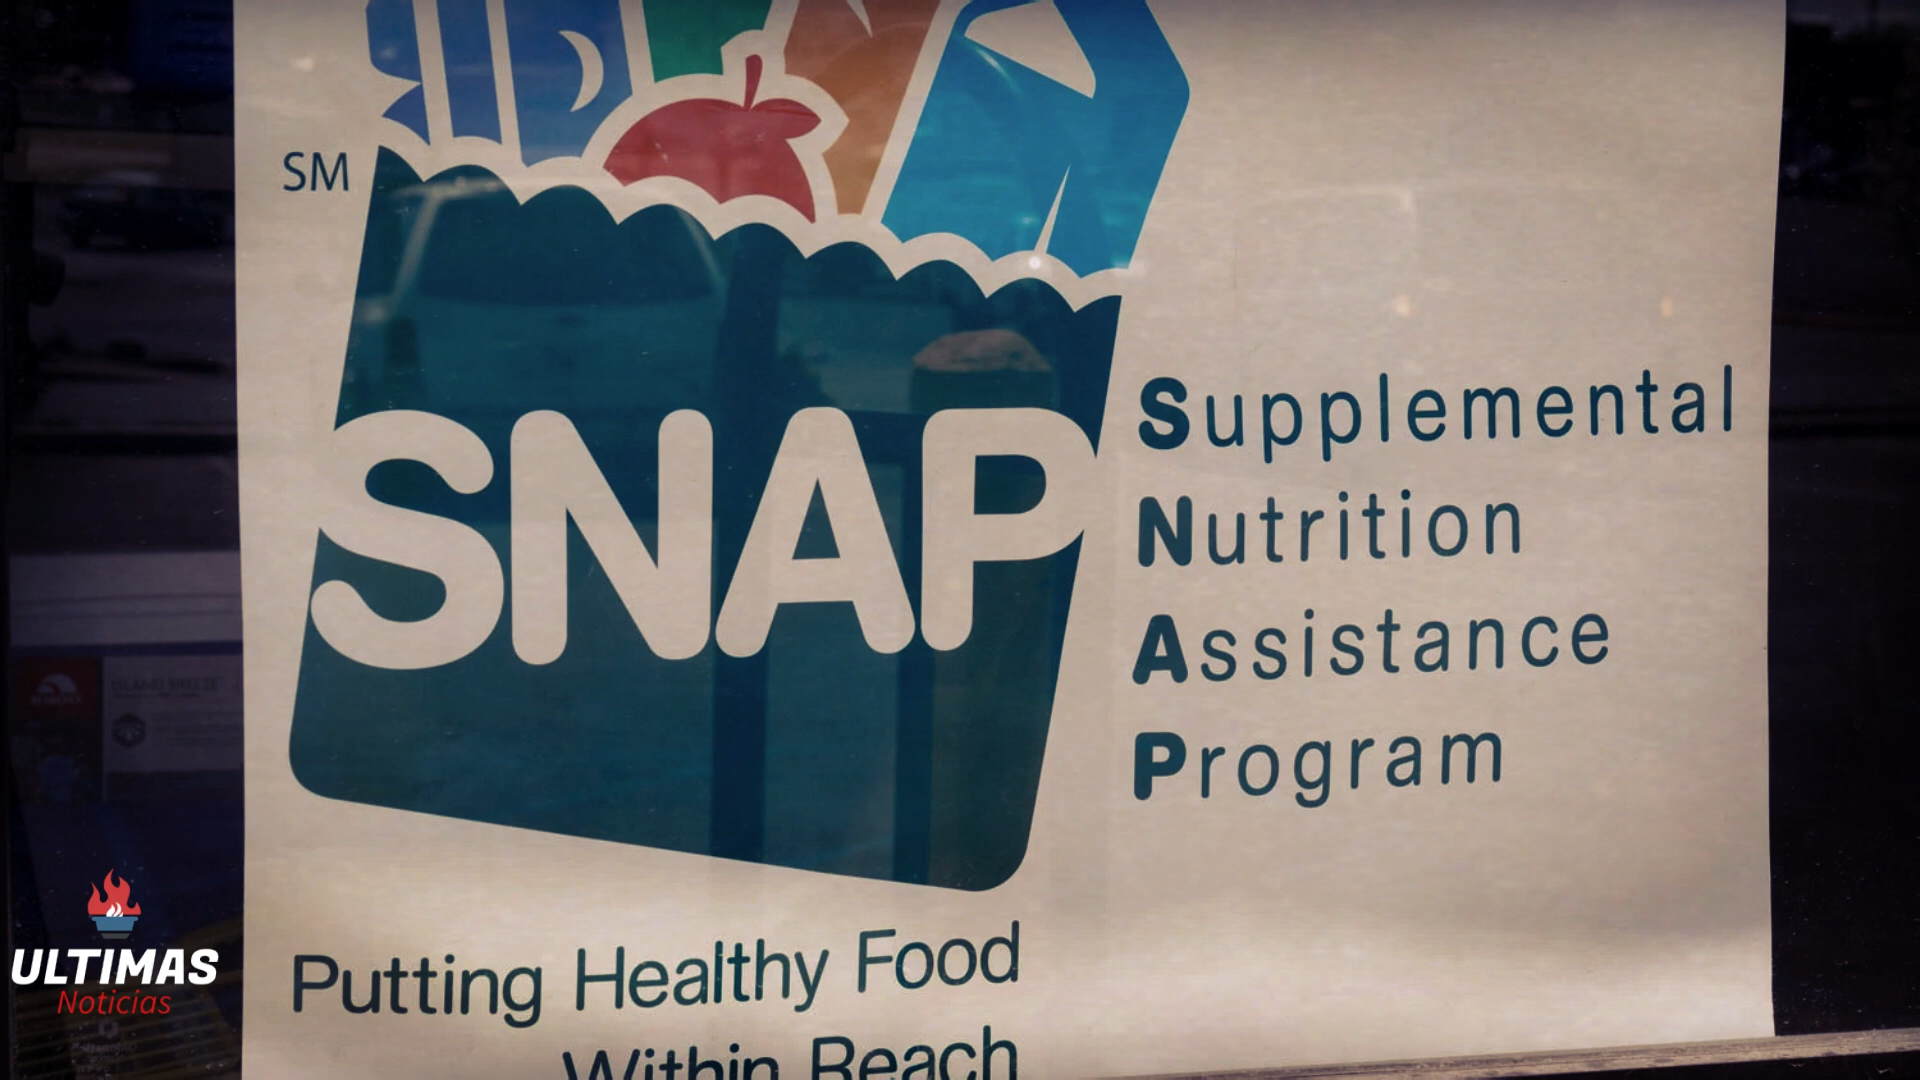 SM
SNAP
Supplemental
Nutrition
Assistance
Program
Putting Healthy Food
Within Reach
ULTIMAS
Noticias